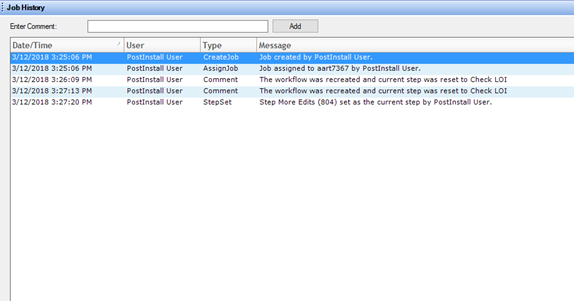 Job History
Enter Comment: Add
Date/Time User Type Message
3/12/2018 3:25:06 PM PostInstall User CreateJob Job created by PostInstall User.
3/12/2018 3:25:06 PM PostInstall User AssignJob Job assigned to aart7367 by PostInstall User.
3/12/2018 3:26:09 PM PostInstall User Comment The workflow was recreated and current step was reset to Check LOI
3/12/2018 3:27:13 PM PostInstall User Comment The workflow was recreated and current step was reset to Check LOI
3/12/2018 3:27:20 PM PostInstall User StepSet Step More Edits (804) set as the current step by PostInstall User.